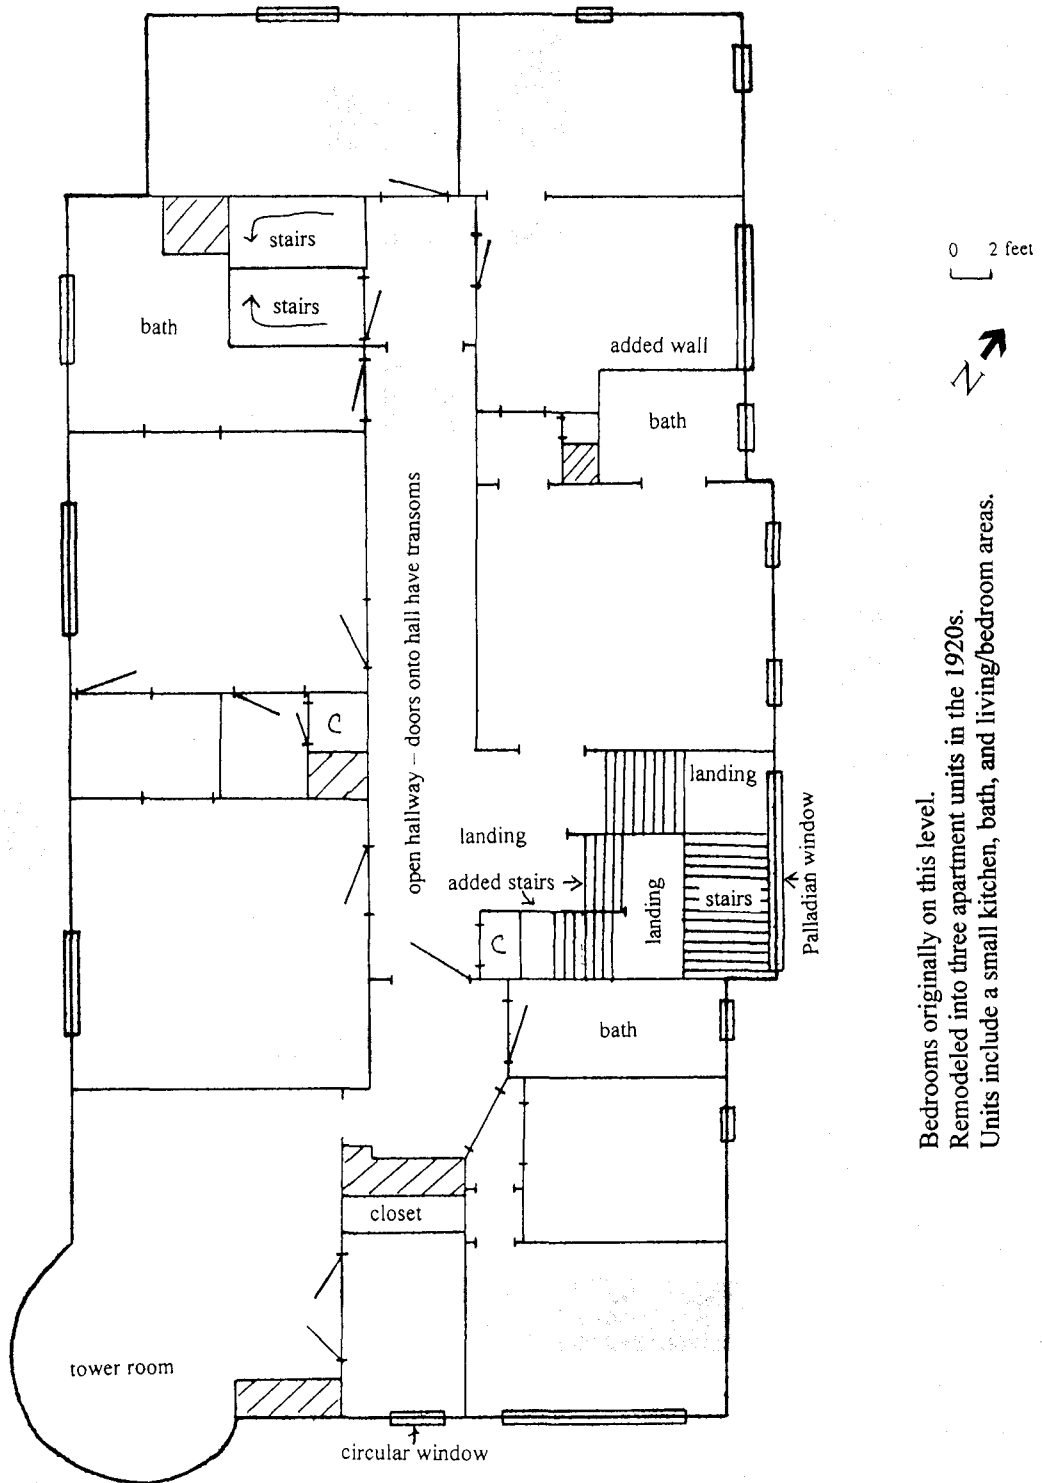 stairs
stairs
bath
0 2 feet
N
added wall
bath
open hallway – doors onto hall have transoms
C
landing
landing
added stairs
landing
stairs
Palladian window
C
bath
closet
tower room
circular window
Bedrooms originally on this level.
Remodeled into three apartment units in the 1920s.
Units include a small kitchen, bath, and living/bedroom areas.